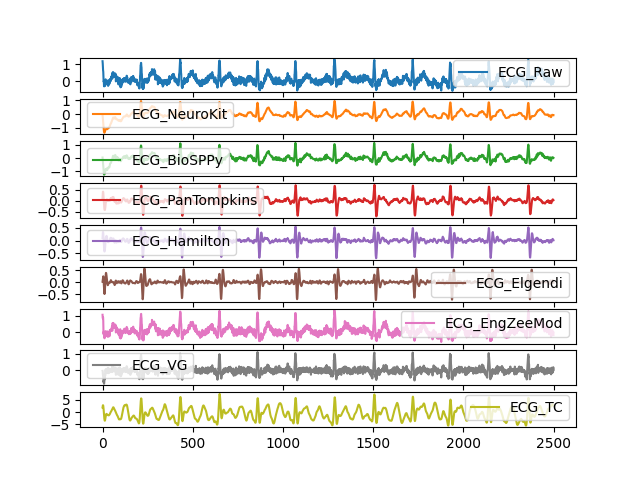 1
0
ECG_Raw
1
0
−1
ECG_NeuroKit
1
0
−1
ECG_BioSPPy
0.5
0.0
−0.5
ECG_PanTompkins
0.5
0.0
−0.5
ECG_Hamilton
0.5
0.0
−0.5
ECG_Elgendi
1
0
ECG_EngZeeMod
1
0
ECG_VG
5
0
−5
ECG_TC
0 500 1000 1500 2000 2500